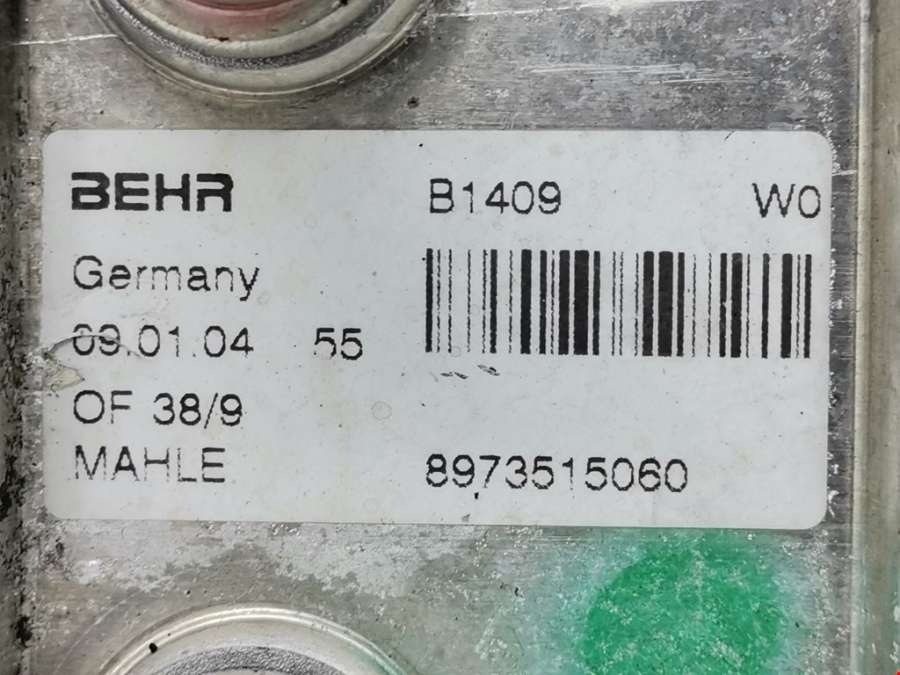 BEHR B1409 W0
Germany
09.01.04 55
OF 38/9
MAHLE 8973515060